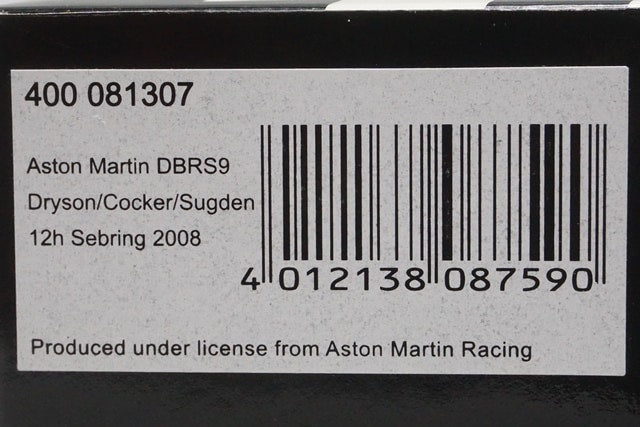 400 081307
Aston Martin DBRS9
Dryson/Cocker/Sugden
12h Sebring 2008
4 012138 087590
Produced under license from Aston Martin Racing